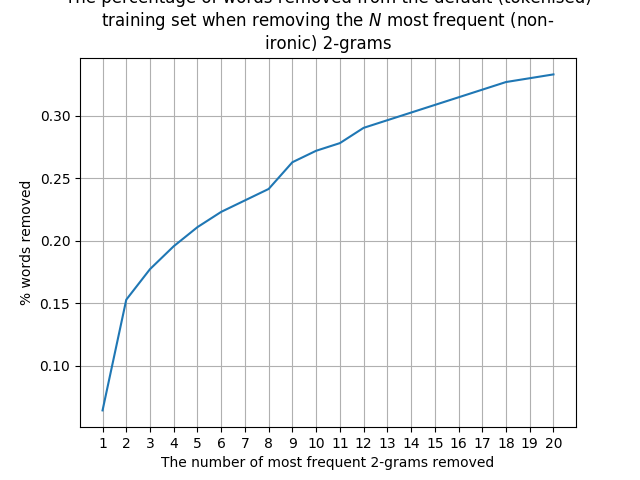 The percentage of words removed from the default (tokenised)
training set when removing the N most frequent (non-
ironic) 2-grams
0.30
0.25
0.20
0.15
0.10
% words removed
1 2 3 4 5 6 7 8 9 10 11 12 13 14 15 16 17 18 19 20
The number of most frequent 2-grams removed